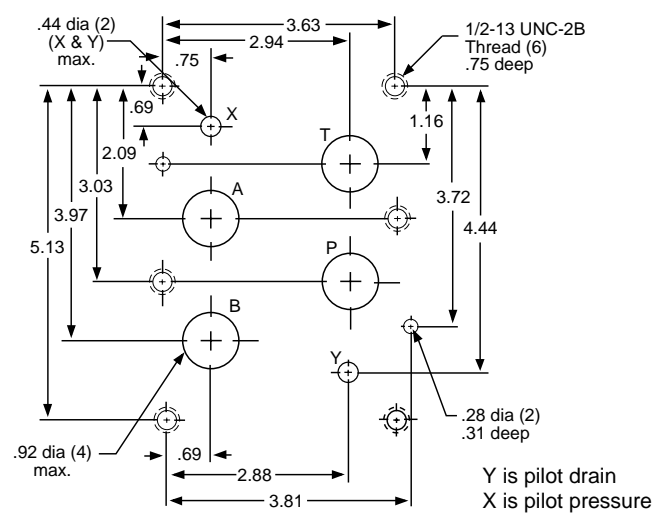 .44 dia (2)
(X & Y)
max.
3.63
2.94
.75
1/2-13 UNC-2B
Thread (6)
.75 deep
.69
X
T
1.16
2.09
3.03
A
3.72
3.97
4.44
5.13
P
B
Y
.28 dia (2)
.31 deep
.92 dia (4)
max.
.69
2.88
3.81
Y is pilot drain
X is pilot pressure